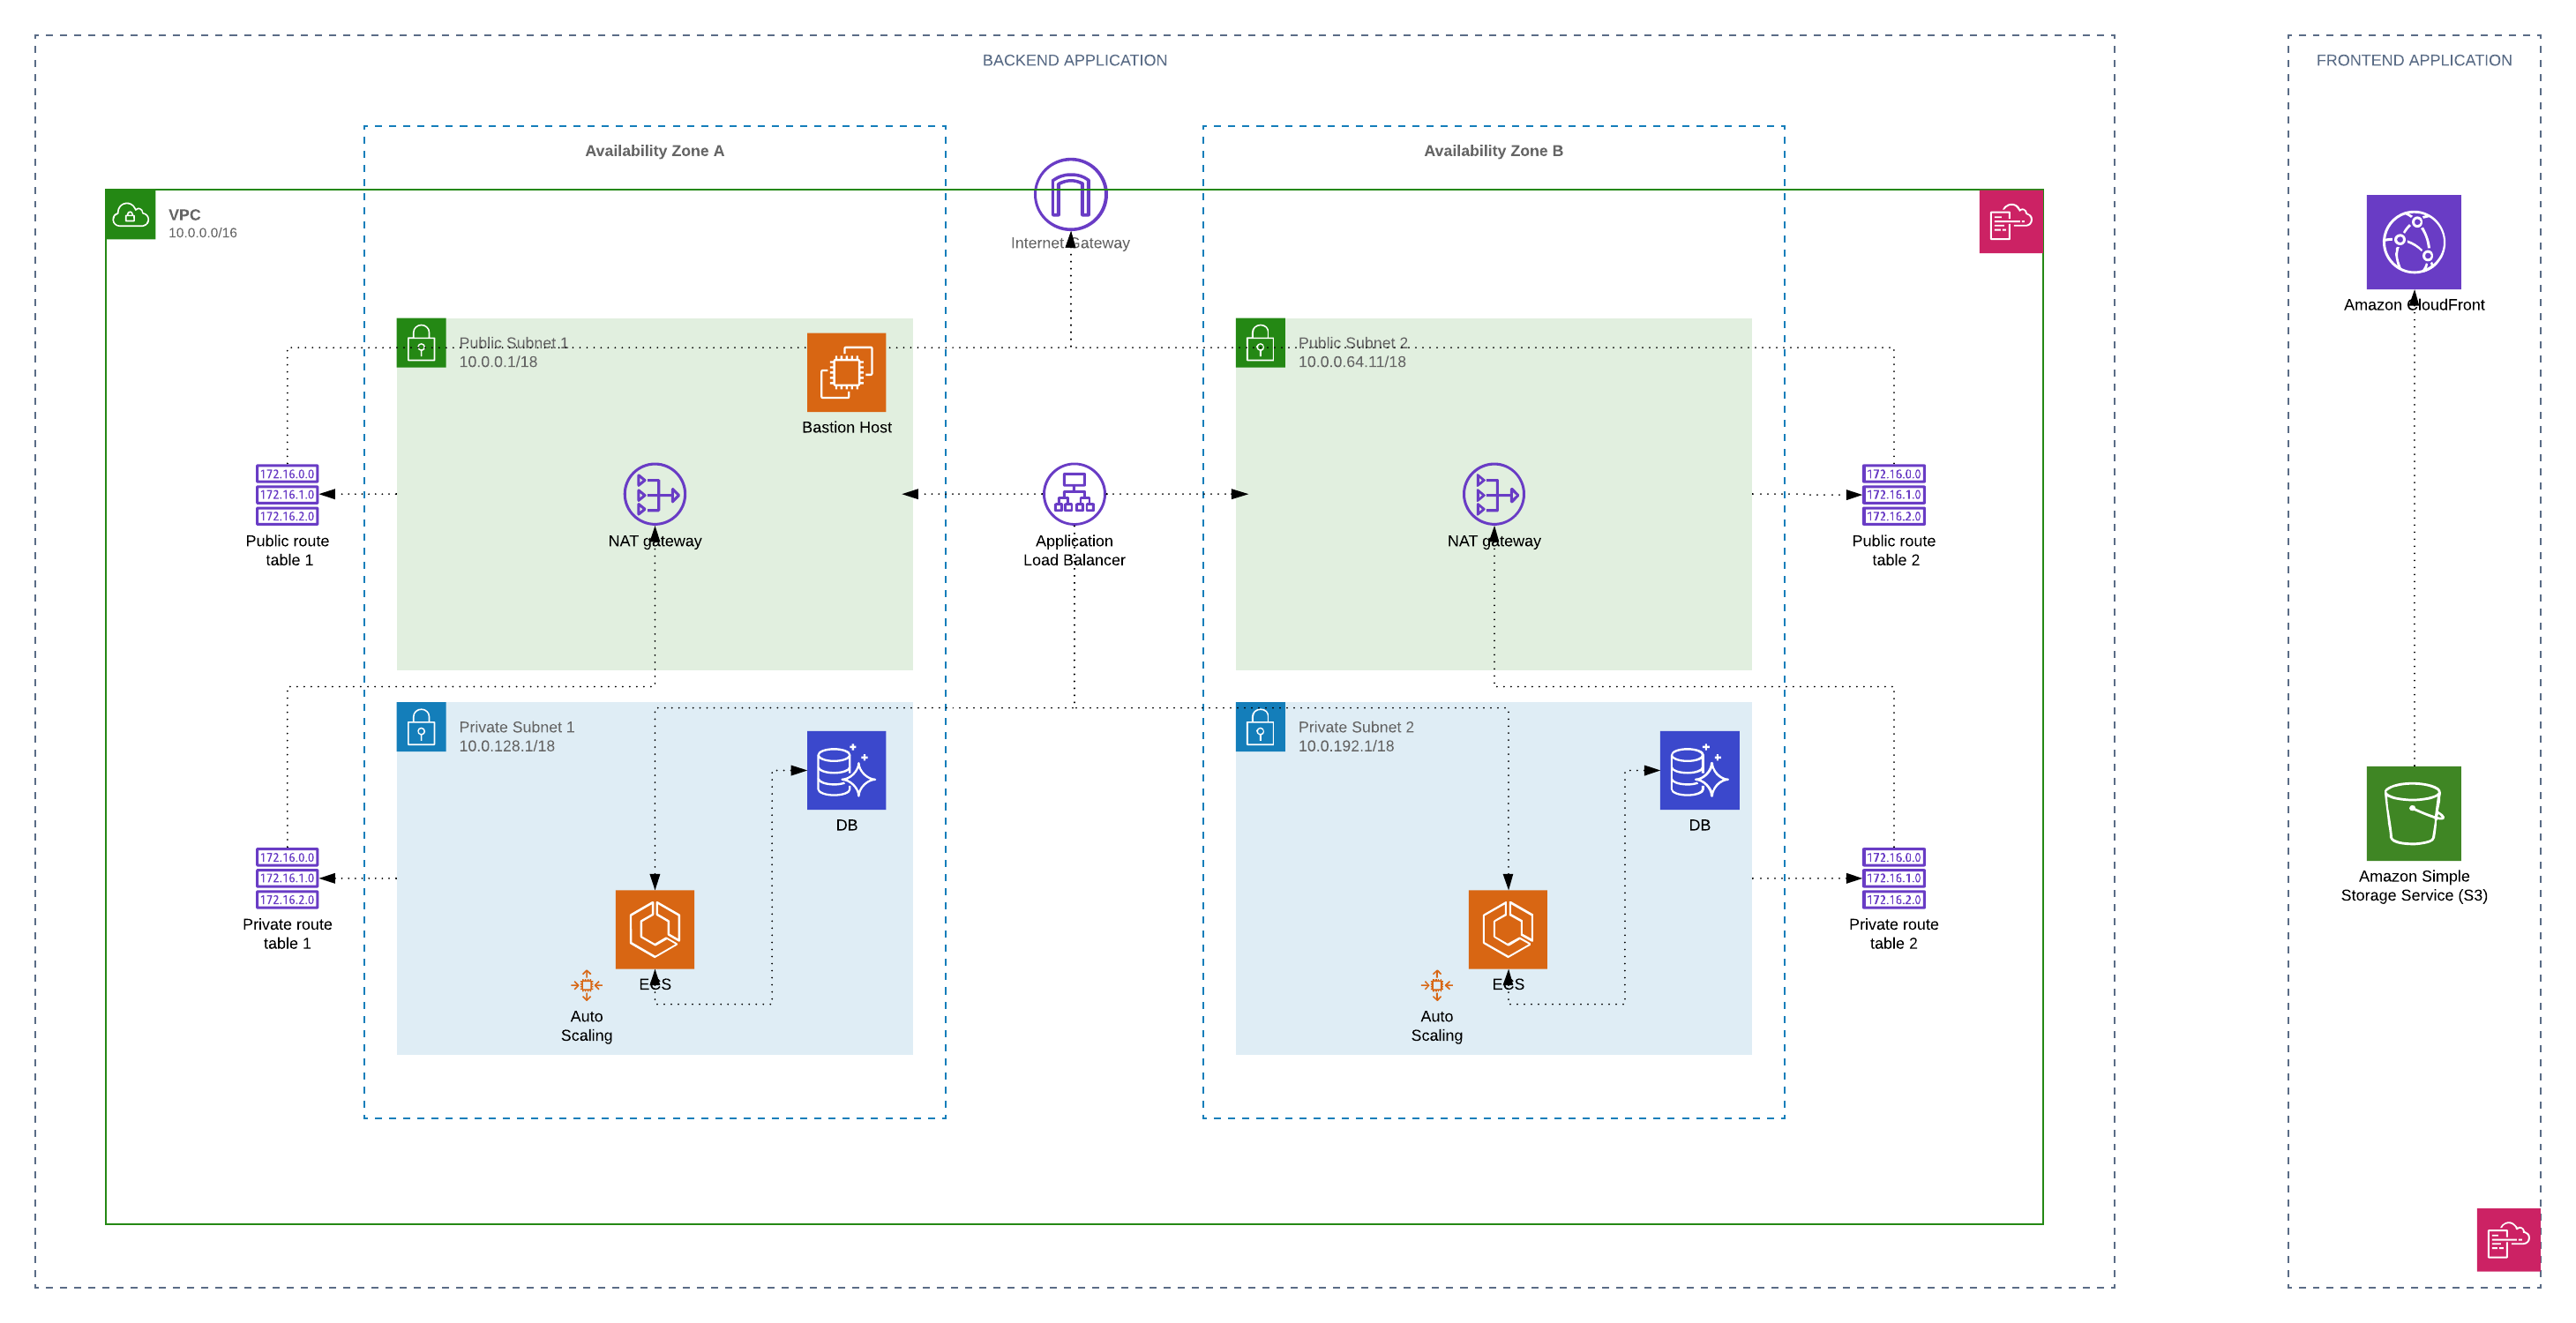 BACKEND APPLICATION
FRONTEND APPLICATION
Availability Zone A
Availability Zone B
VPC
10.0.0.0/16
Internet Gateway
Amazon CloudFront
Public Subnet 1
10.0.0.1/18
Bastion Host
Public Subnet 2
10.0.0.64.11/18
172.16.0.0
172.16.1.0
172.16.2.0
Public route
table 1
NAT gateway
Application
Load Balancer
NAT gateway
172.16.0.0
172.16.1.0
172.16.2.0
Public route
table 2
Private Subnet 1
10.0.128.1/18
DB
Private Subnet 2
10.0.192.1/18
DB
172.16.0.0
172.16.1.0
172.16.2.0
Private route
table 1
ECS
Auto
Scaling
ECS
Auto
Scaling
172.16.0.0
172.16.1.0
172.16.2.0
Private route
table 2
Amazon Simple
Storage Service (S3)